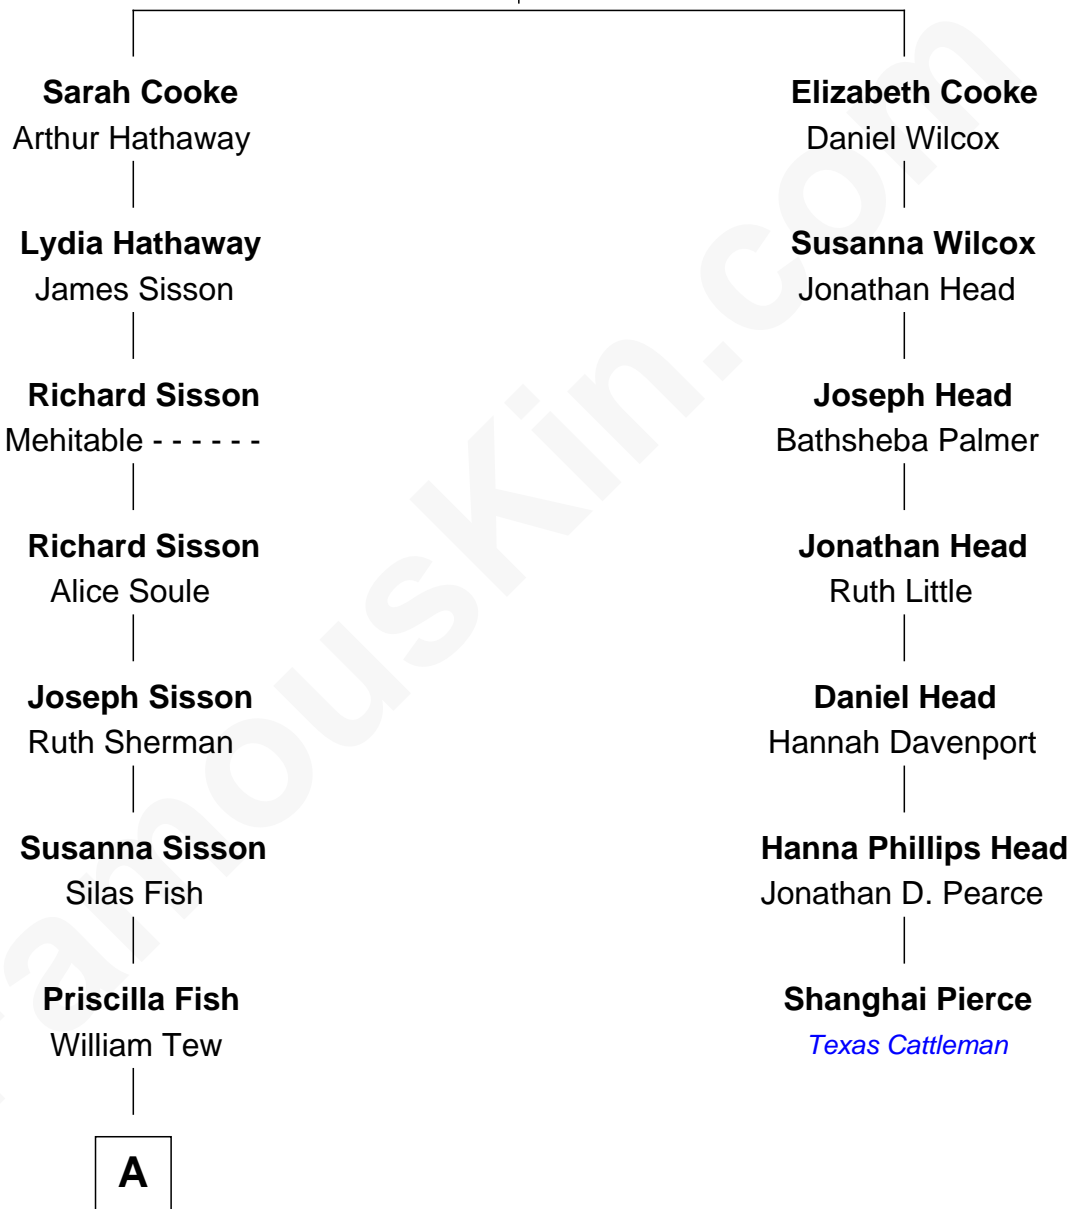 Sarah Cooke
Arthur Hathaway
Lydia Hathaway
James Sisson
Richard Sisson
Mehitable - - - - - -
Richard Sisson
Alice Soule
Joseph Sisson
Ruth Sherman
Susanna Sisson
Silas Fish
Priscilla Fish
William Tew
A
Elizabeth Cooke
Daniel Wilcox
Susanna Wilcox
Jonathan Head
Joseph Head
Bathsheba Palmer
Jonathan Head
Ruth Little
Daniel Head
Hannah Davenport
Hanna Phillips Head
Jonathan D. Pearce
Shanghai Pierce
Texas Cattleman
FamousKin.com